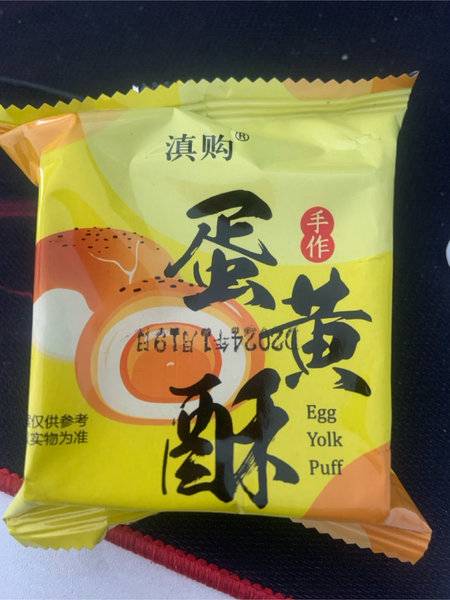 滇购®
手作
蛋黄酥
D2024年1月19日
Egg
Yolk
Puff
仅供参考
实物为准